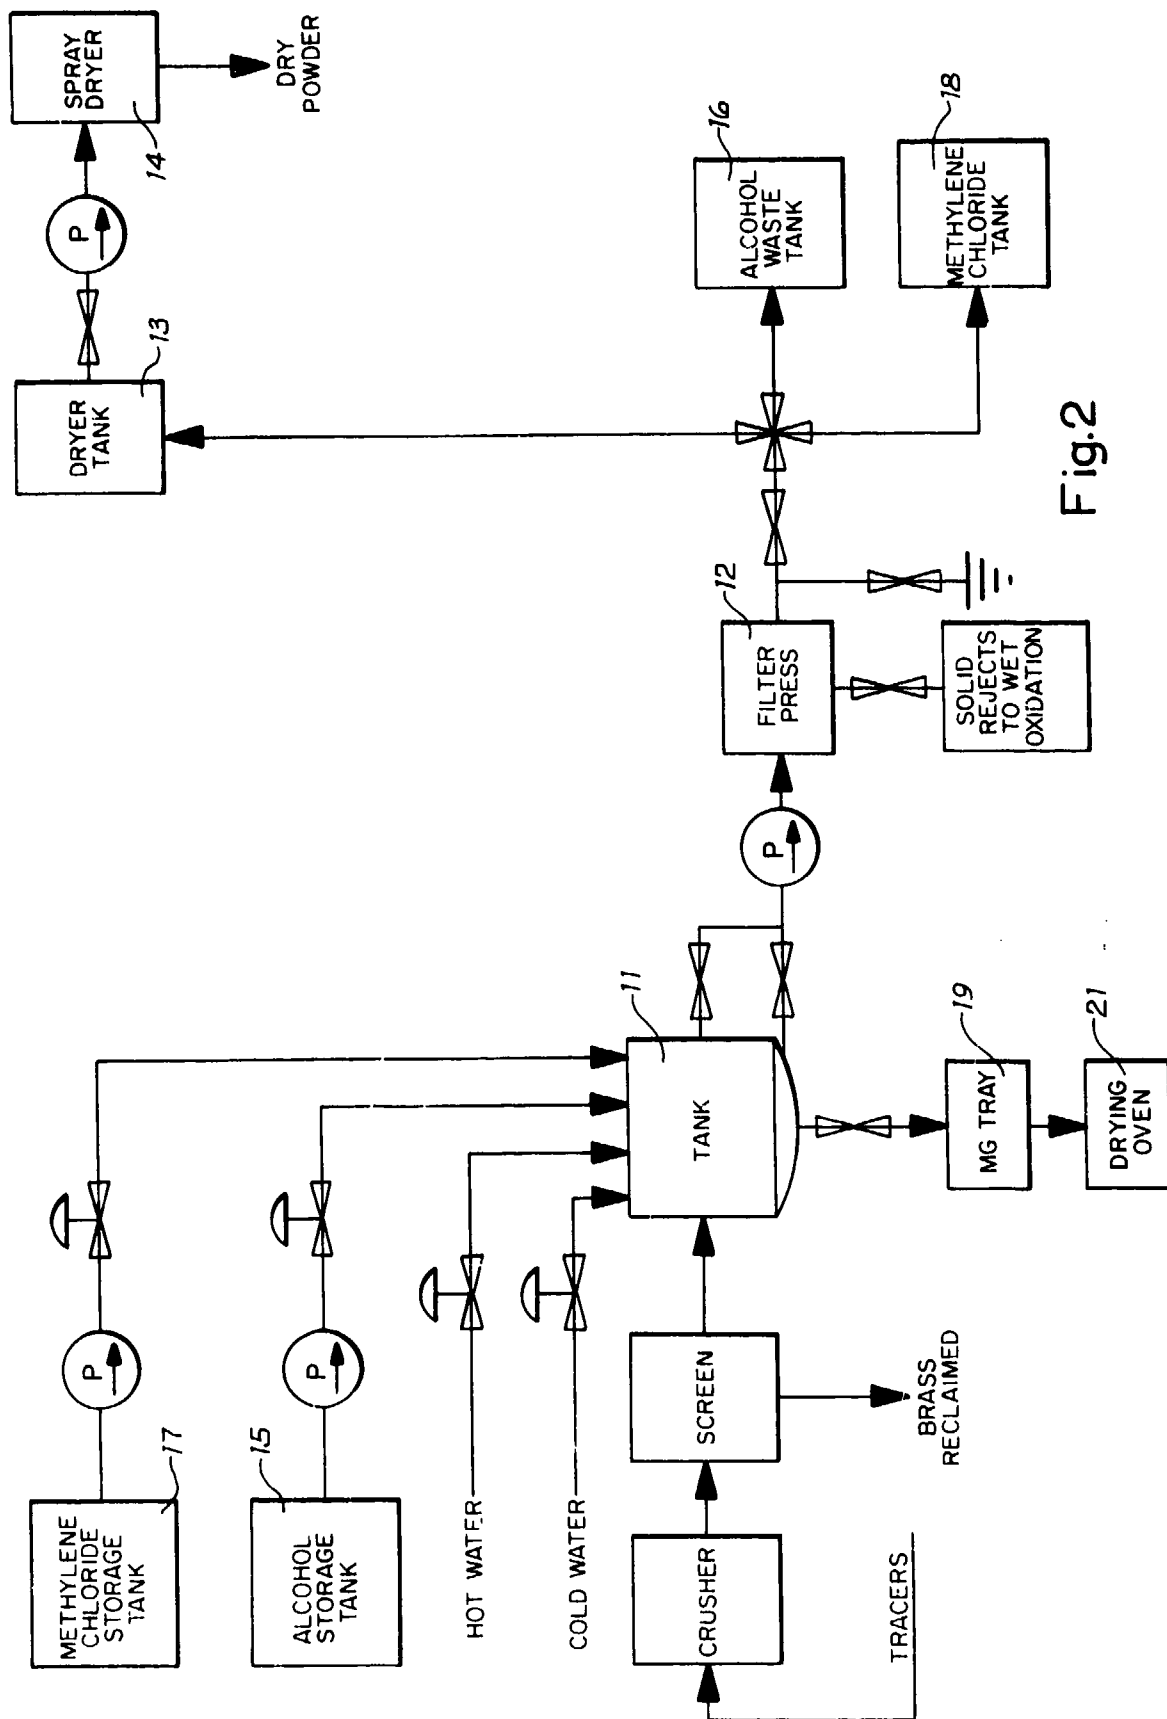 METHYLENE
CHLORIDE
STORAGE
TANK
17
P
ALCOHOL
STORAGE
TANK
15
P
HOT WATER
COLD WATER
TRACERS
CRUSHER
SCREEN
BRASS
RECLAIMED
TANK
11
MG TRAY
19
DRYING
OVEN
21
P
FILTER
PRESS
12
SOLID
REJECTS
TO WET
OXIDATION
DRYER
TANK
13
P
SPRAY
DRYER
14
DRY
POWDER
ALCOHOL
WASTE
TANK
16
METHYLENE
CHLORIDE
TANK
18
Fig.2